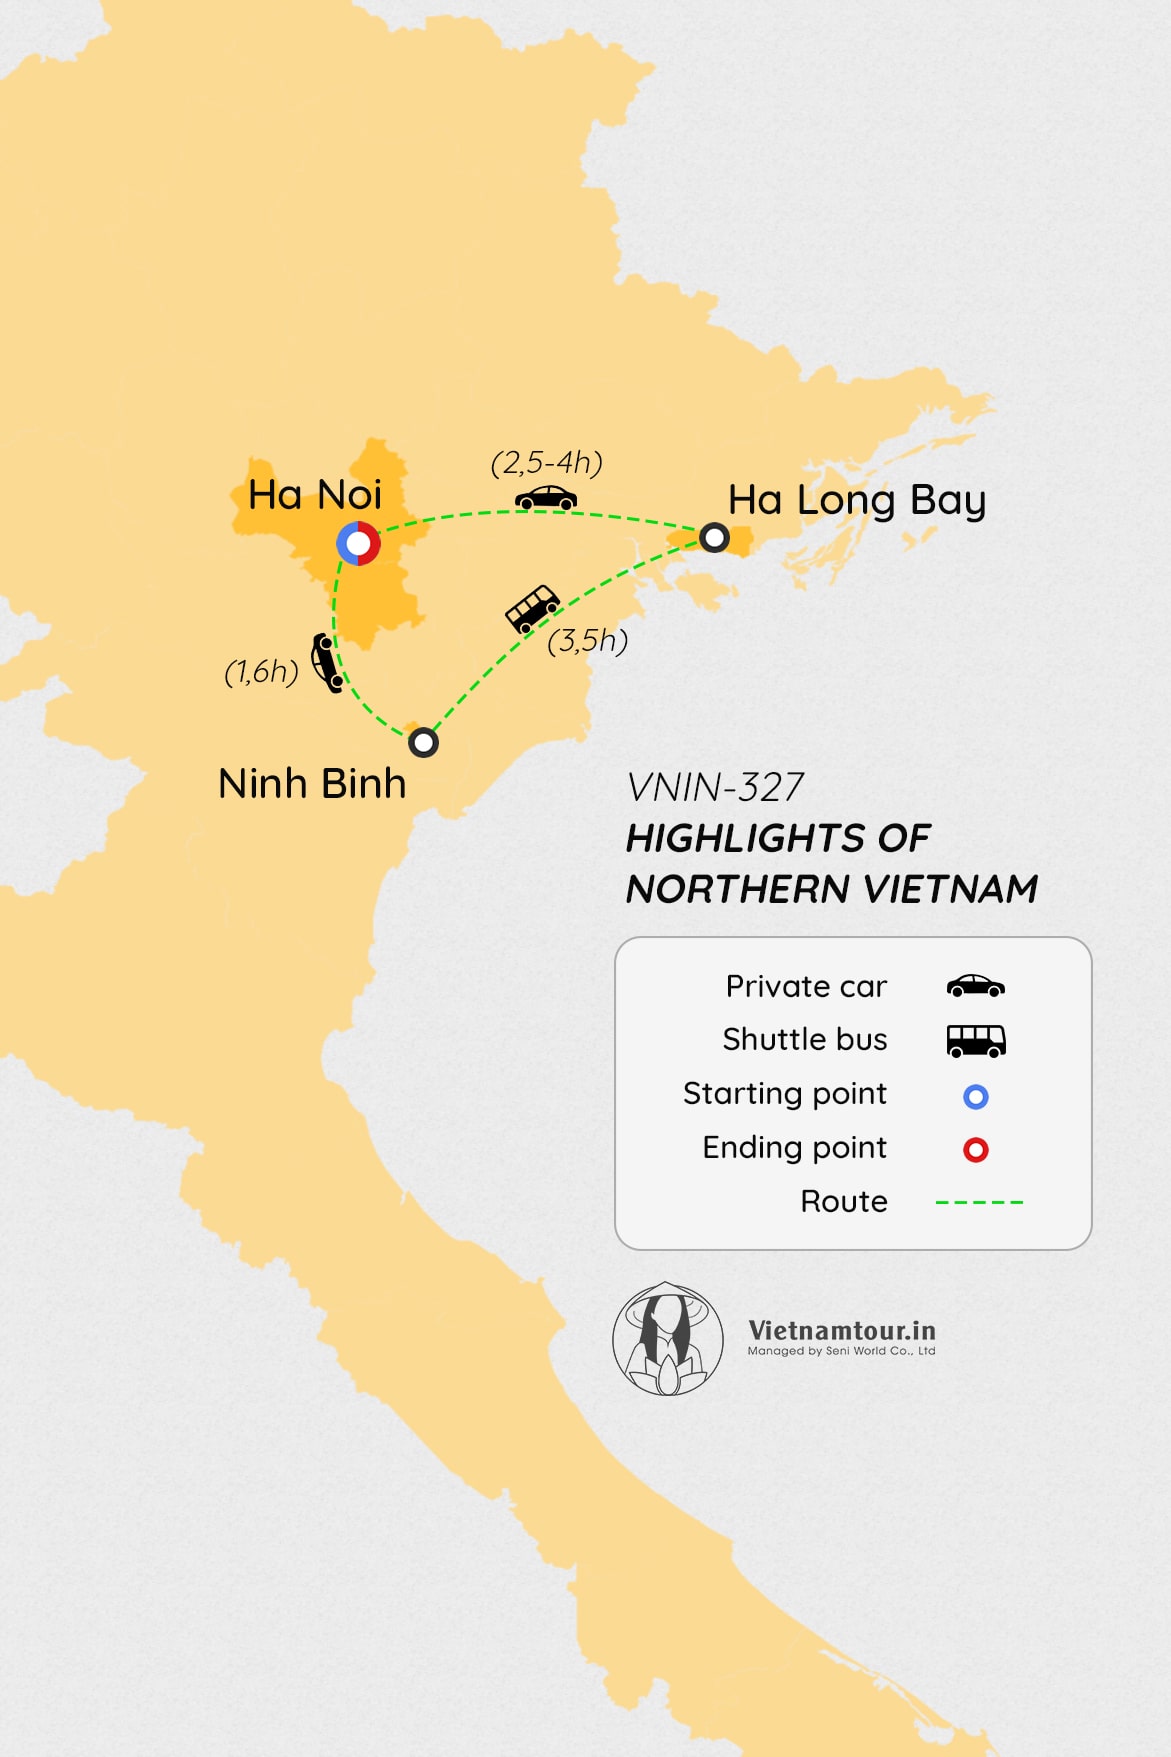 (2,5-4h)
Ha Noi
Ha Long Bay
(3,5h)
(1,6h)
Ninh Binh
VNIN-327
HIGHLIGHTS OF
NORTHERN VIETNAM
Private car
Shuttle bus
Starting point
Ending point
Route
Vietnamtour.in
Managed by Seni World Co., Ltd